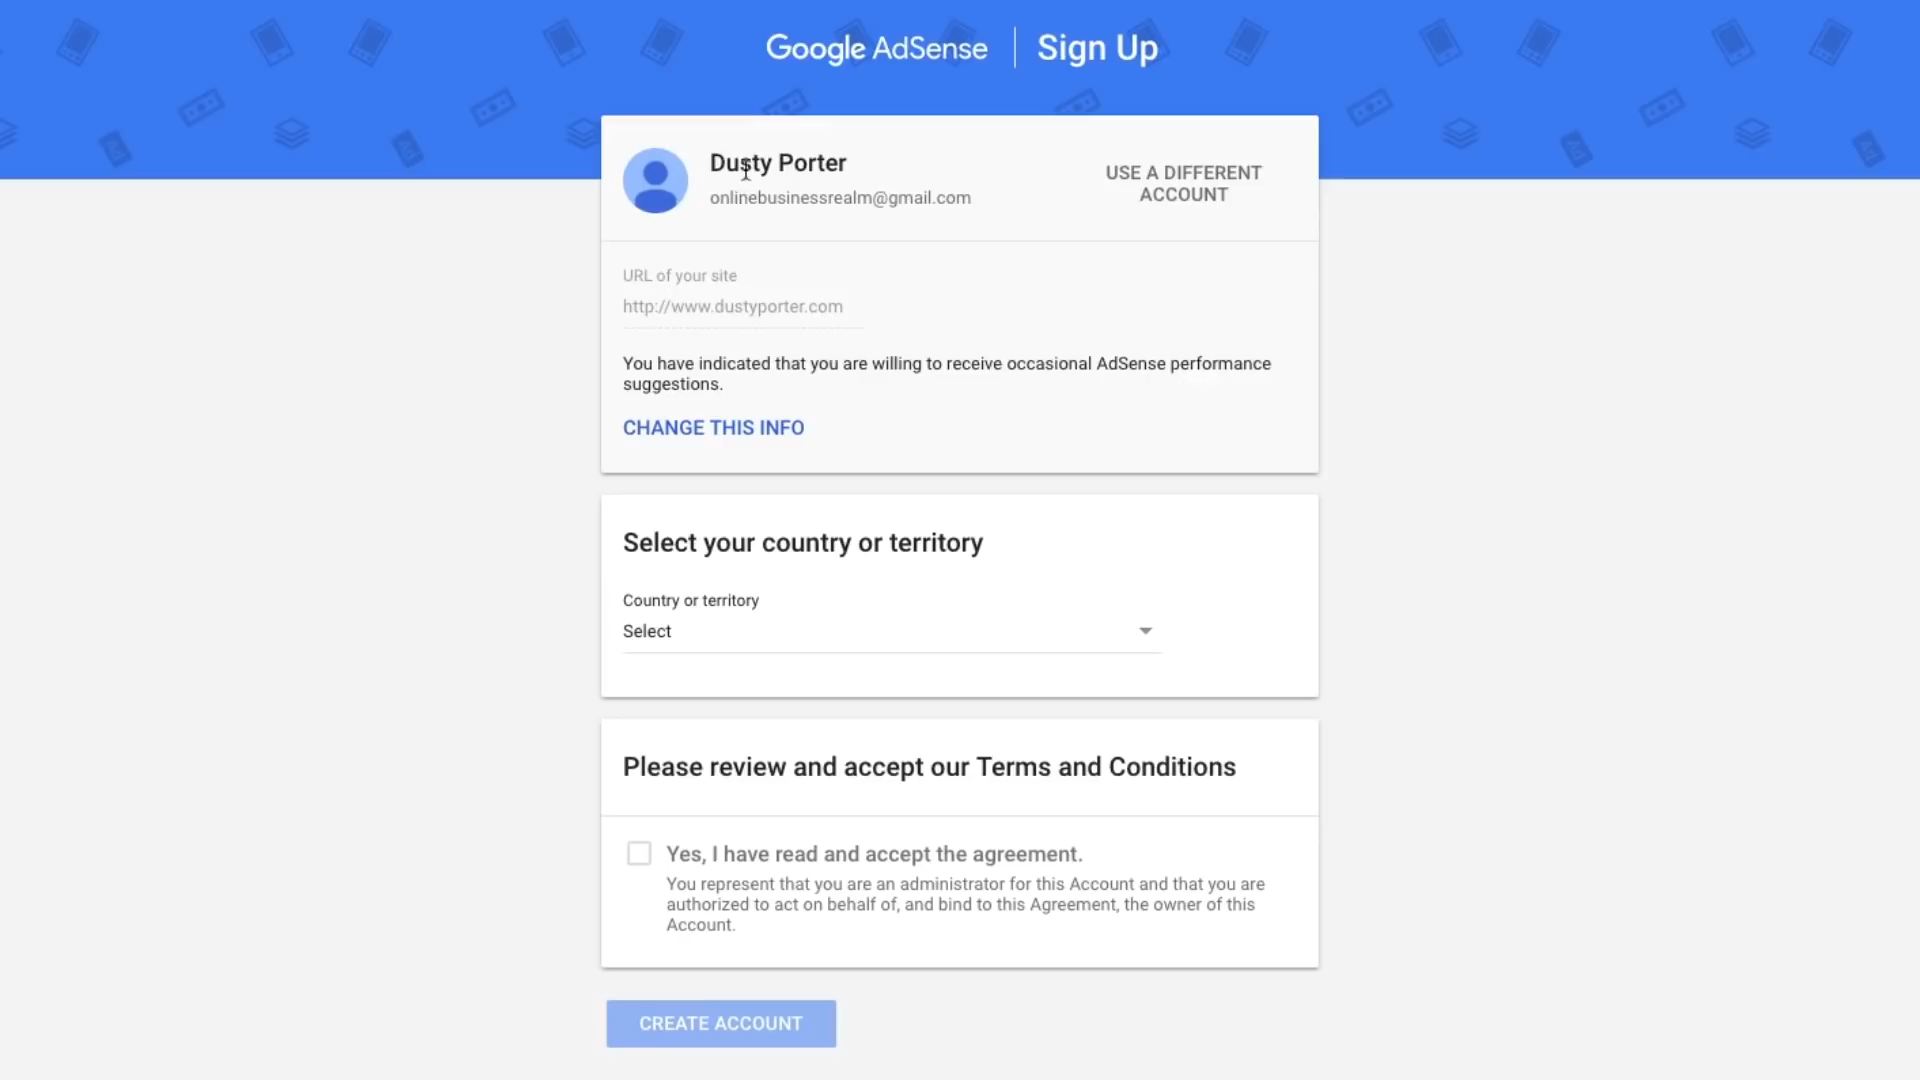 Google AdSense | Sign Up
Dusty Porter
onlinebusinessrealm@gmail.com
USE A DIFFERENT
ACCOUNT
URL of your site
http://www.dustyporter.com
You have indicated that you are willing to receive occasional AdSense performance
suggestions.
CHANGE THIS INFO
Select your country or territory
Country or territory
Select
Please review and accept our Terms and Conditions
Yes, I have read and accept the agreement.
You represent that you are an administrator for this Account and that you are
authorized to act on behalf of, and bind to this Agreement, the owner of this
Account.
CREATE ACCOUNT